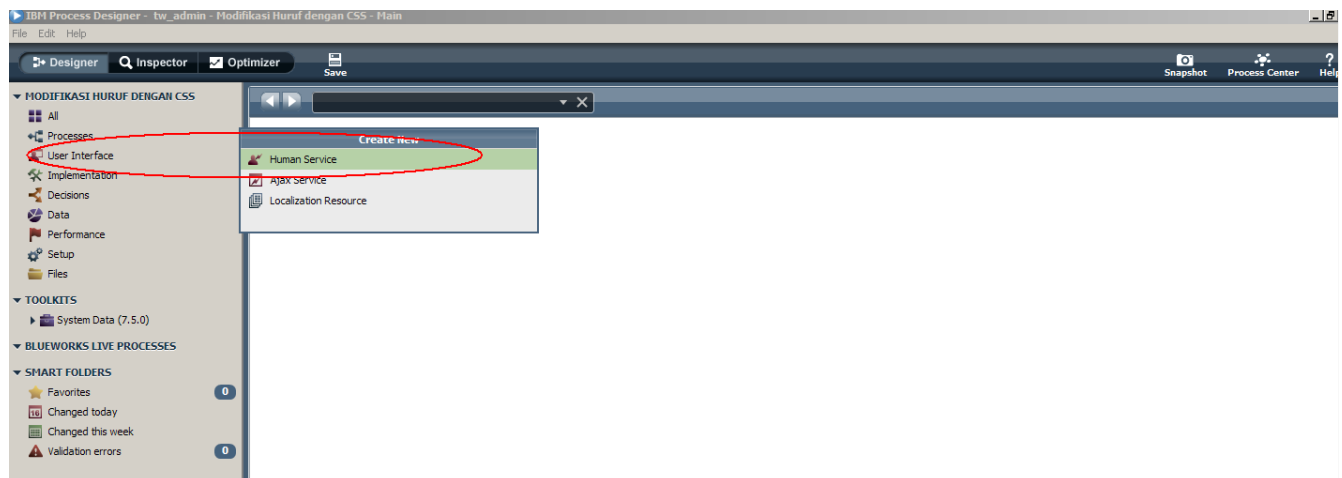 IBM Process Designer - tw_admin - Modifikasi Huruf dengan CSS - Main
File Edit Help
Designer Inspector Optimizer Save Snapshot Process Center Help
MODIFIKASI HURUF DENGAN CSS
All
Processes
Create New
User Interface
Human Service
Implementation
Ajax Service
Decisions
Localization Resource
Data
Performance
Setup
Files
TOOLKITS
System Data (7.5.0)
BLUEWORKS LIVE PROCESSES
SMART FOLDERS
Favorites 0
16 Changed today
Changed this week
Validation errors 0